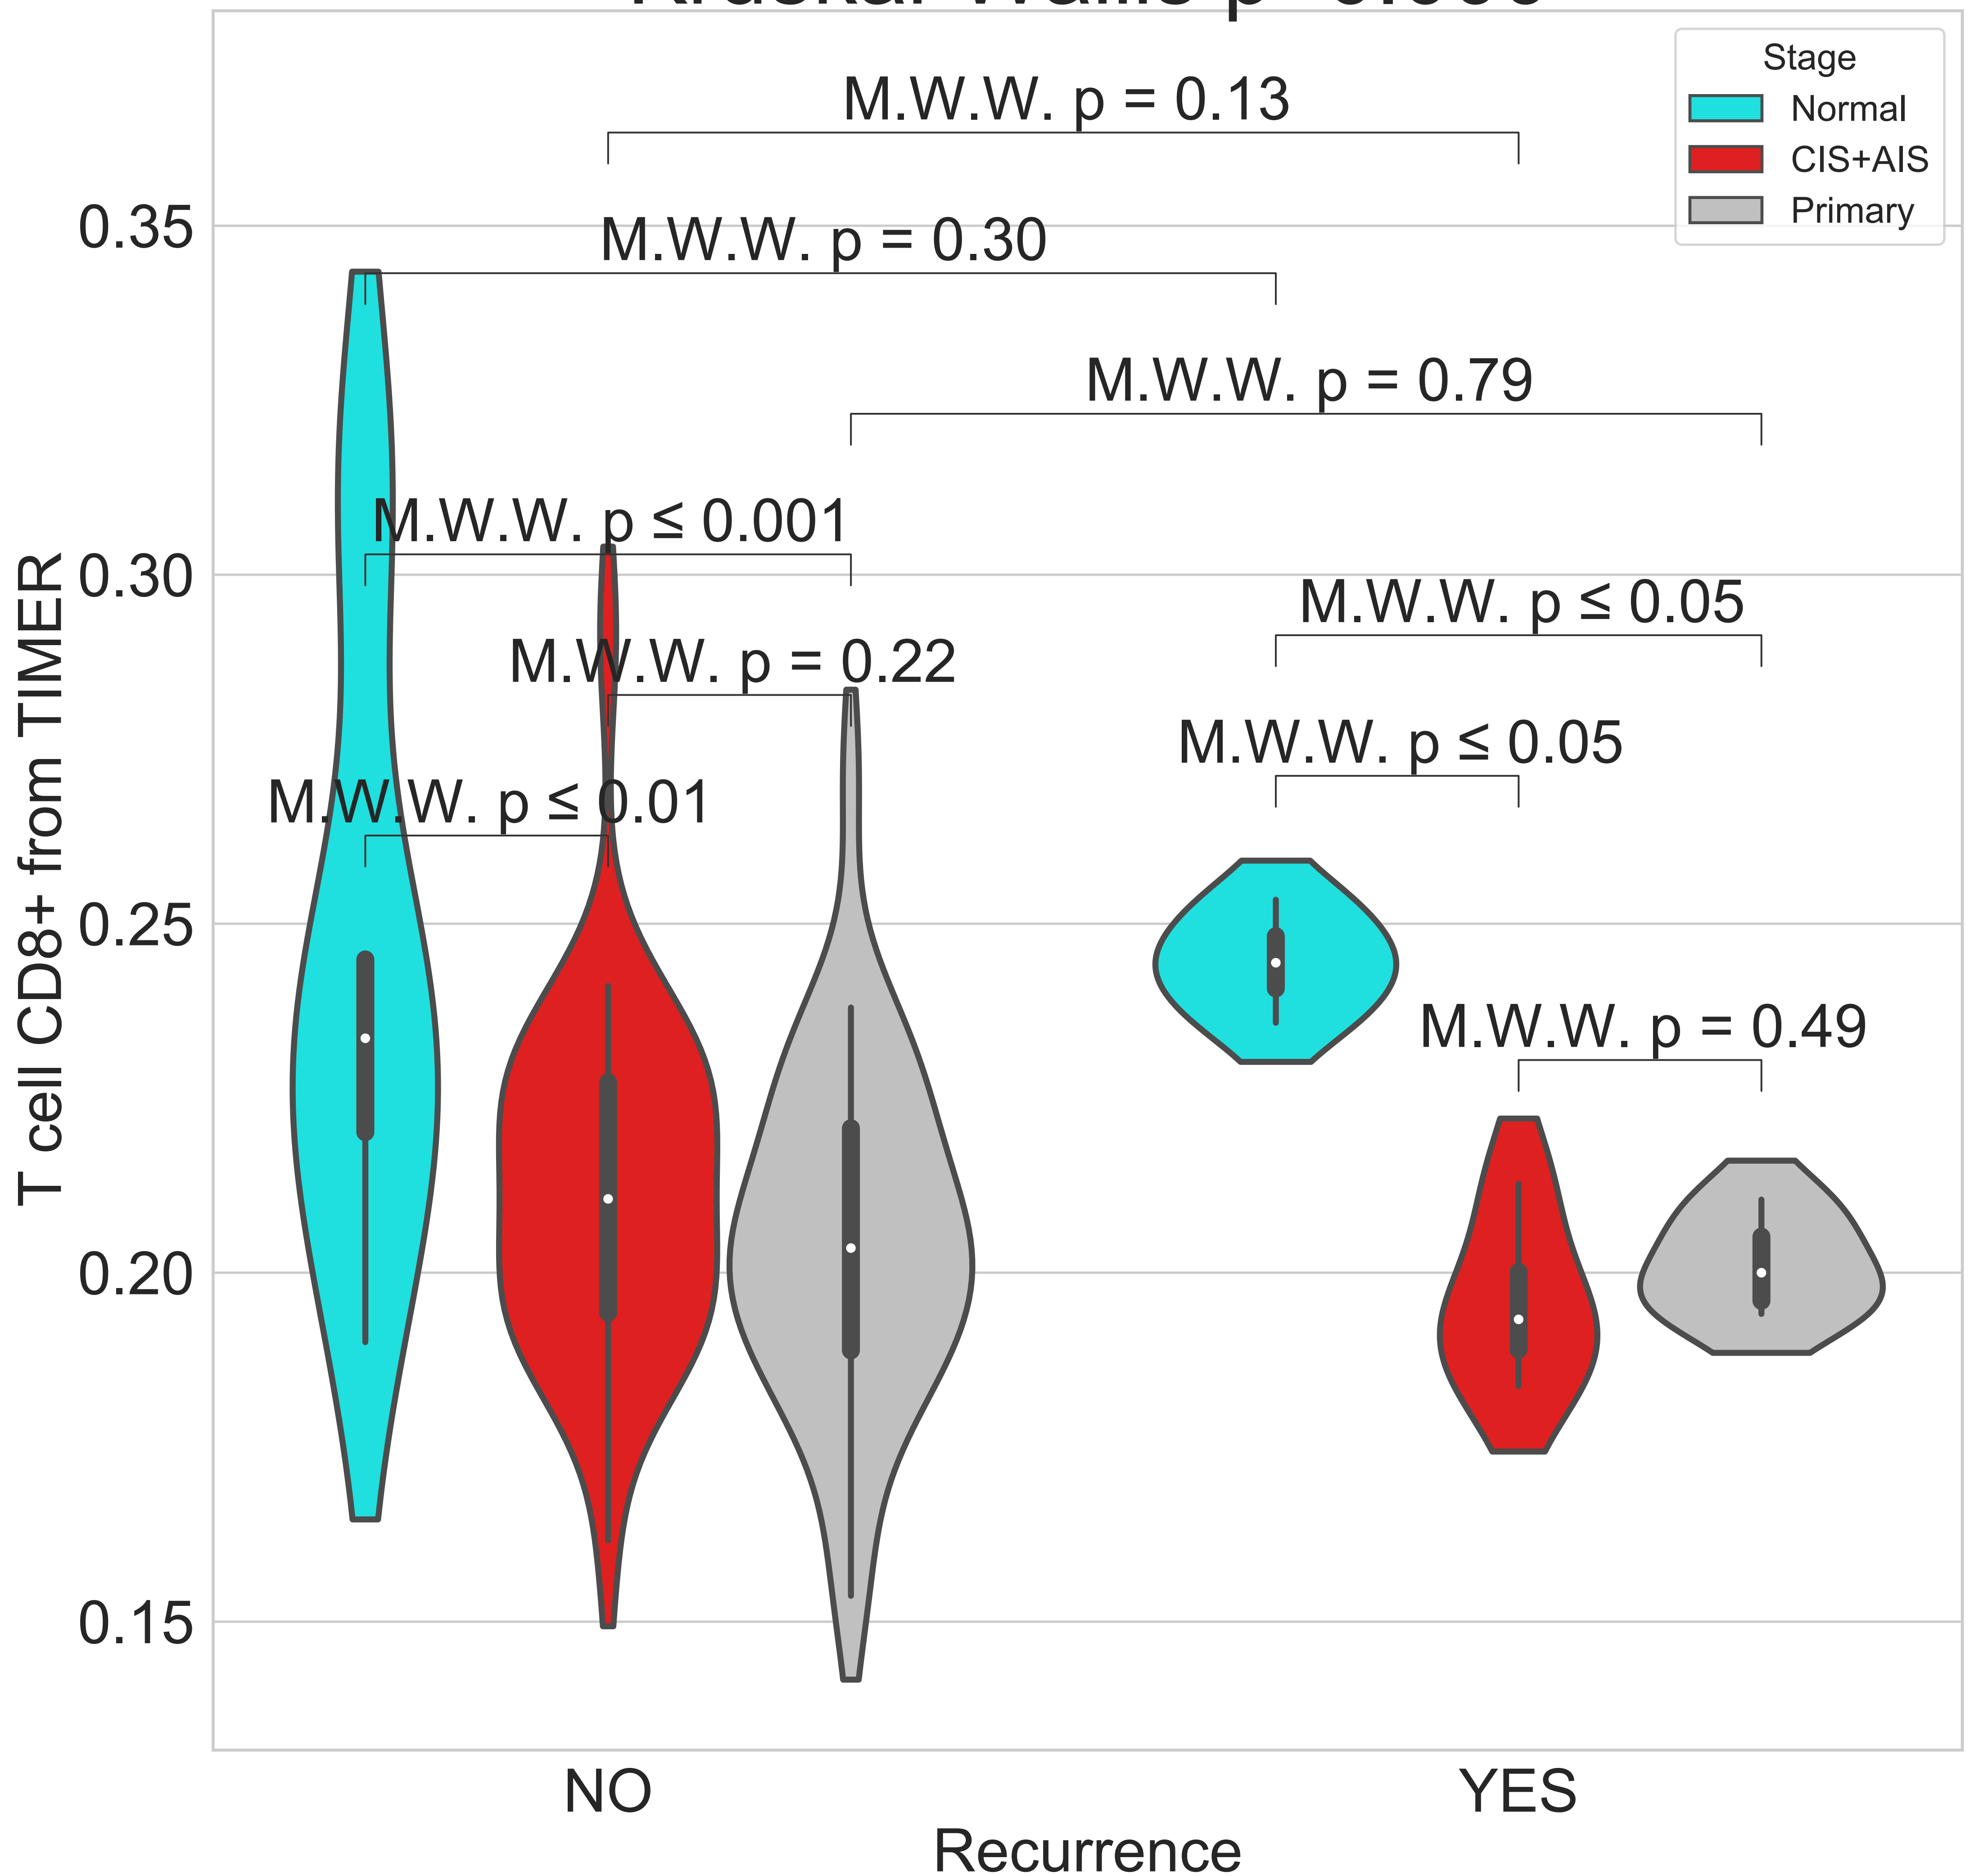 Stage
Normal
CIS+AIS
Primary
M.W.W. p = 0.13
M.W.W. p = 0.30
M.W.W. p = 0.79
M.W.W. p ≤ 0.001
M.W.W. p ≤ 0.05
M.W.W. p = 0.22
M.W.W. p ≤ 0.05
M.W.W. p ≤ 0.01
M.W.W. p = 0.49
0.35
0.30
0.25
0.20
0.15
T cell CD8+ from TIMER
NO
YES
Recurrence